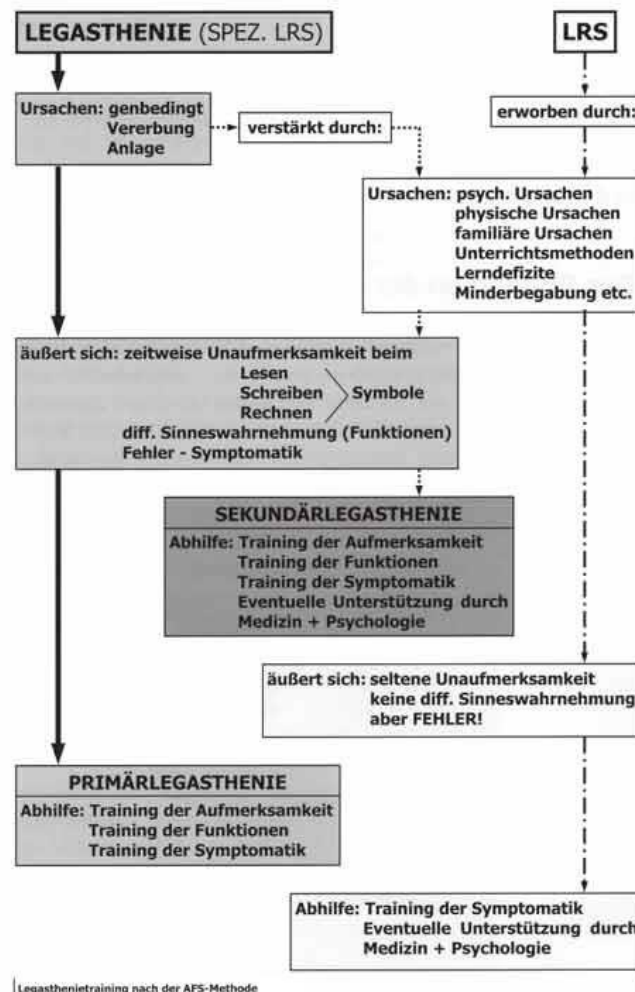 LEGASTHENIE (SPEZ. LRS)
LRS
Ursachen: genbedingt
Vererbung
Anlage
verstärkt durch:
erworben durch:
Ursachen: psych. Ursachen
physische Ursachen
familiäre Ursachen
Unterrichtsmethoden
Lerndefizite
Minderbegabung etc.
äußert sich: zeitweise Unaufmerksamkeit beim
Lesen
Schreiben
Symbole
Rechnen
diff. Sinneswahrnehmung (Funktionen)
Fehler - Symptomatik
SEKUNDÄRLEGASTHENIE
Abhilfe: Training der Aufmerksamkeit
Training der Funktionen
Training der Symptomatik
Eventuelle Unterstützung durch
Medizin + Psychologie
äußert sich: seltene Unaufmerksamkeit
keine diff. Sinneswahrnehmung
aber FEHLER!
PRIMÄRLEGASTHENIE
Abhilfe: Training der Aufmerksamkeit
Training der Funktionen
Training der Symptomatik
Abhilfe: Training der Symptomatik
Eventuelle Unterstützung durch
Medizin + Psychologie
Legasthenietraining nach der AFS-Methode